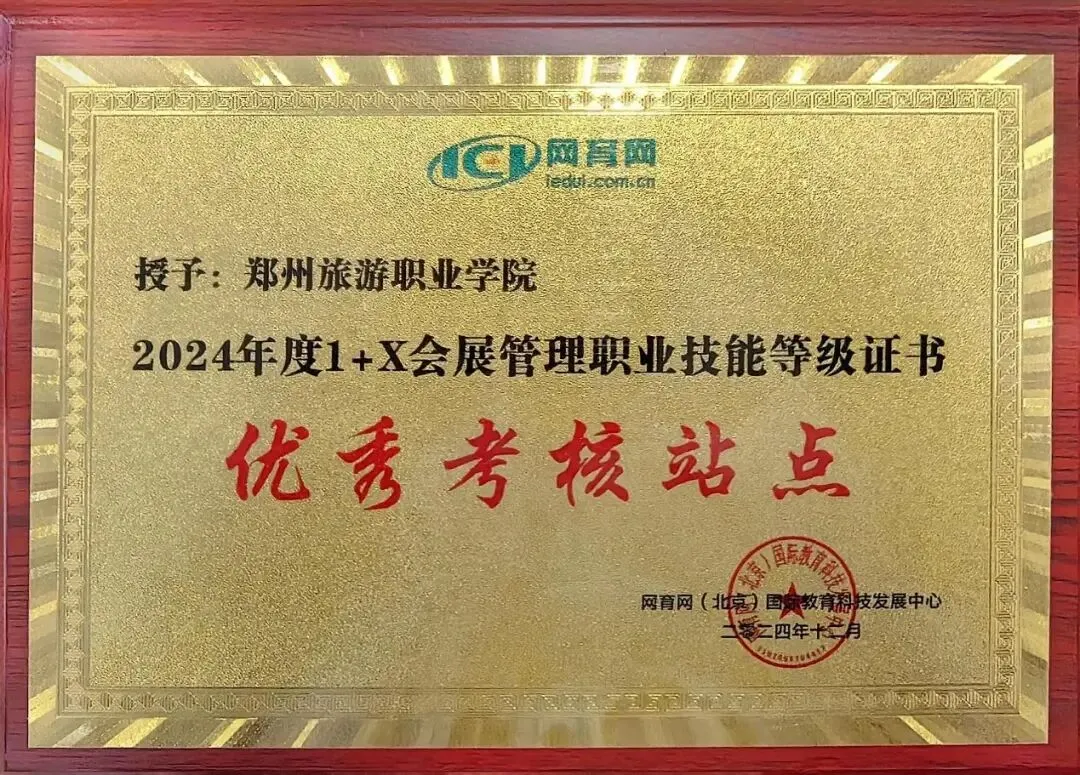 网育网
iedui.com.cn
授予：郑州旅游职业学院
2024年度1+X会展管理职业技能等级证书
优秀考核站点
网育网（北京）国际教育科技发展中心
二〇二四年十二月